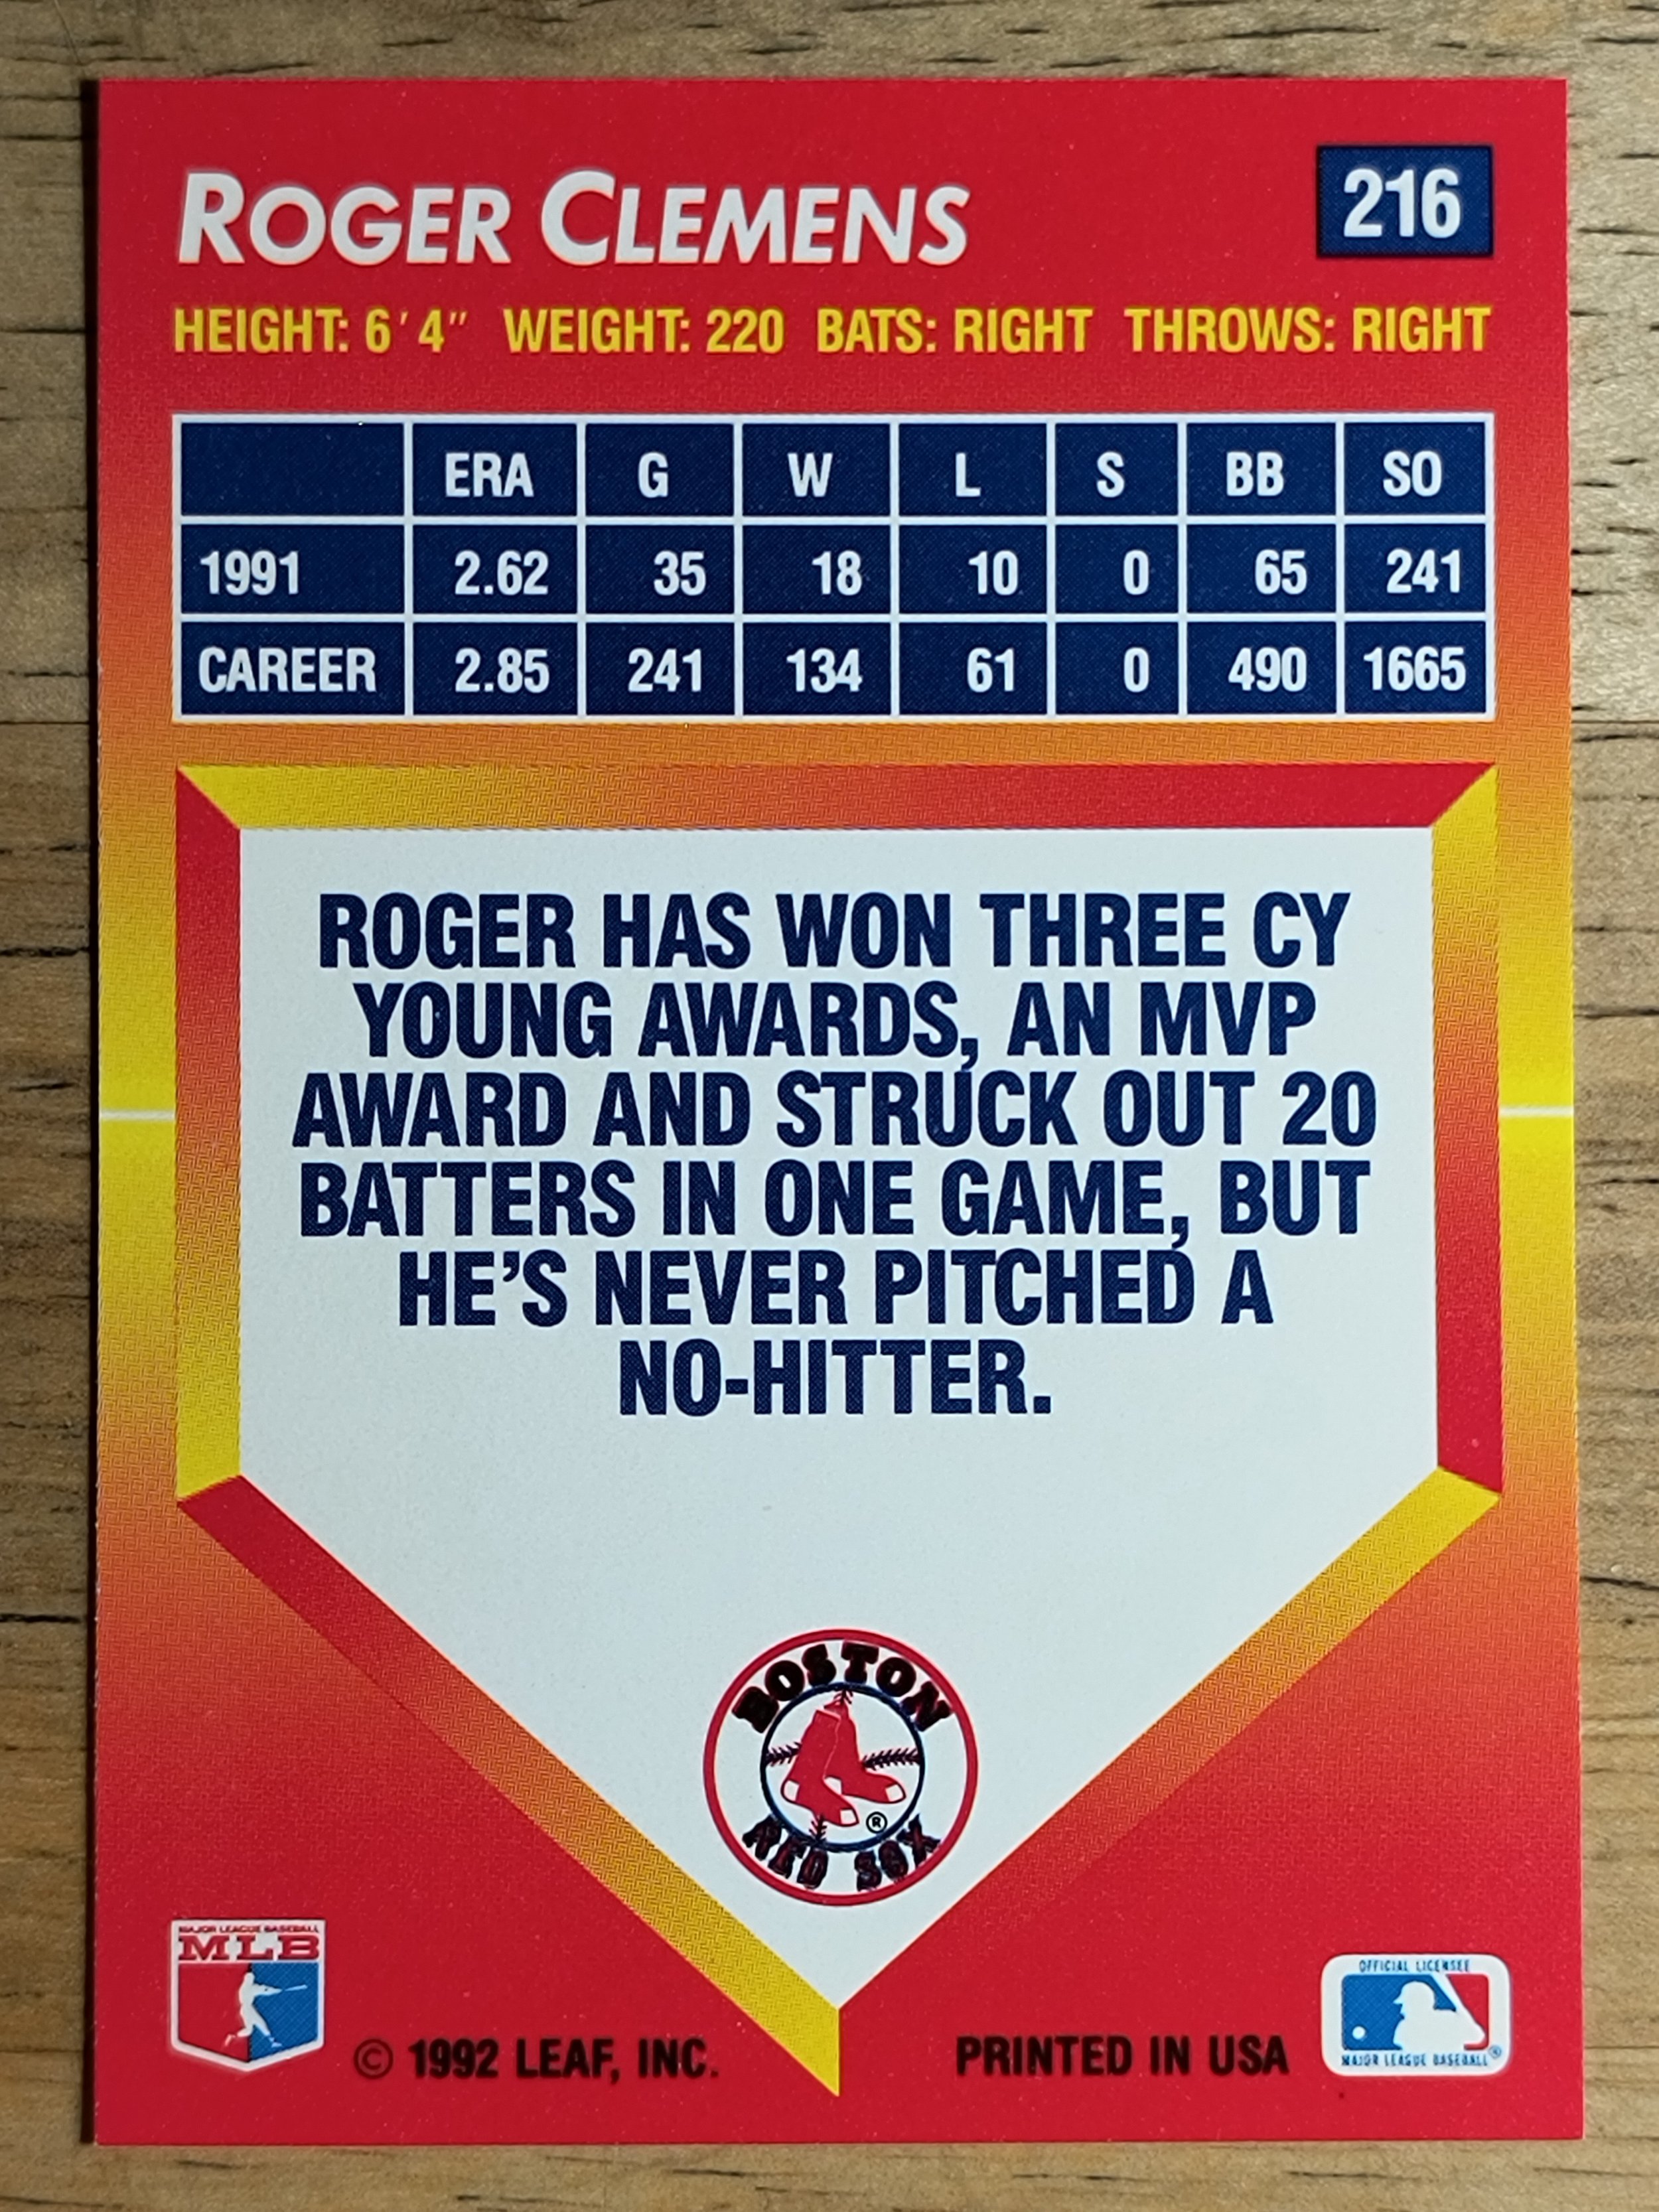 ROGER CLEMENS
216
HEIGHT: 6'4" WEIGHT: 220 BATS: RIGHT THROWS: RIGHT
ERA G W L S BB SO
1991 2.62 35 18 10 0 65 241
CAREER 2.85 241 134 61 0 490 1665
ROGER HAS WON THREE CY
YOUNG AWARDS, AN MVP
AWARD AND STRUCK OUT 20
BATTERS IN ONE GAME, BUT
HE'S NEVER PITCHED A
NO-HITTER.
BOSTON
RED SOX
®
MAJOR LEAGUE BASEBALL
MLB
© 1992 LEAF, INC.
PRINTED IN USA
OFFICIAL LICENSEE
MAJOR LEAGUE BASEBALL®